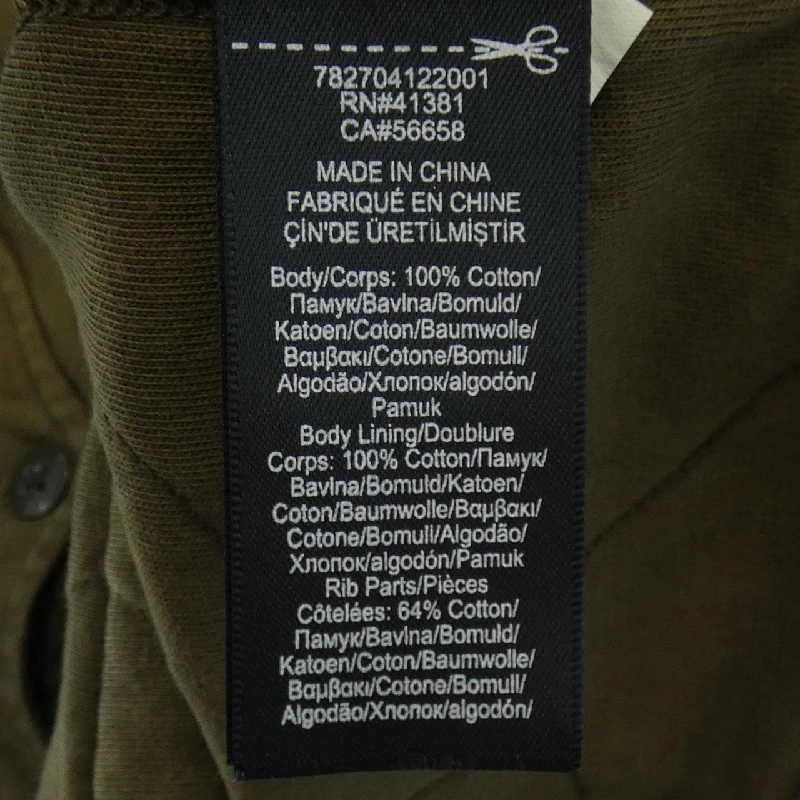 782704122001
RN#41381
CA#56658
MADE IN CHINA
FABRIQUÉ EN CHINE
ÇİN'DE ÜRETİLMİŞTİR
Body/Corps: 100% Cotton/
Памук/Bavlna/Bomuld/
Katoen/Coton/Baumwolle/
Βαμβακι/Cotone/Bomull/
Algodão/Хлопок/algodón/
Pamuk
Body Lining/Doublure
Corps: 100% Cotton/Памук/
Bavlna/Bomuld/Katoen/
Coton/Baumwolle/Βαμβακι/
Cotone/Bomull/Algodão/
Хлопок/algodón/Pamuk
Rib Parts/Pièces
Côtelées: 64% Cotton/
Памук/Bavlna/Bomuld/
Katoen/Coton/Baumwolle/
Βαμβακι/Cotone/Bomull/
Algodão/Хлопок/algodón/